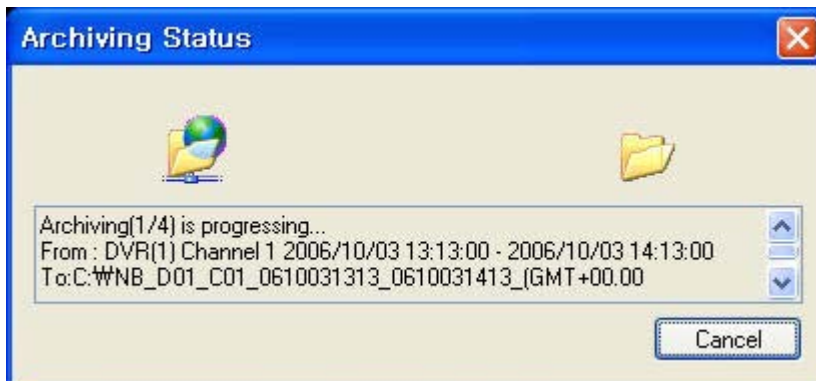 Archiving Status
Archiving(1/4) is progressing...
From : DVR(1) Channel 1 2006/10/03 13:13:00 - 2006/10/03 14:13:00
To:C:₩NB_D01_C01_0610031313_0610031413_(GMT+00.00
Cancel